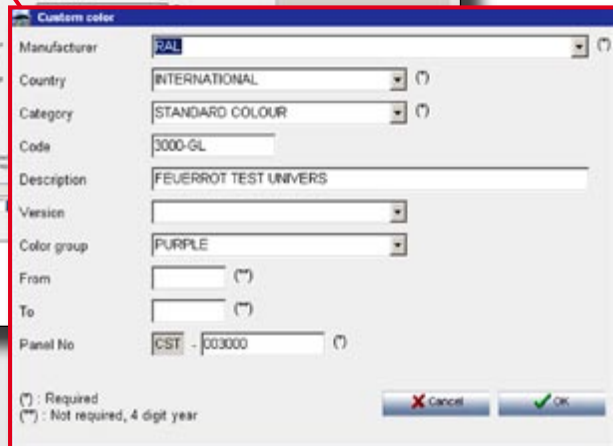 Custom color
Manufacturer RAL (*)
Country INTERNATIONAL (*)
Category STANDARD COLOUR (*)
Code 3000-GL
Description FEUERROT TEST UNIVERS
Version
Color group PURPLE
From (**)
To (**)
Panel No CST - 003000 (*)
(*) : Required
(**) : Not required, 4 digit year
Cancel OK